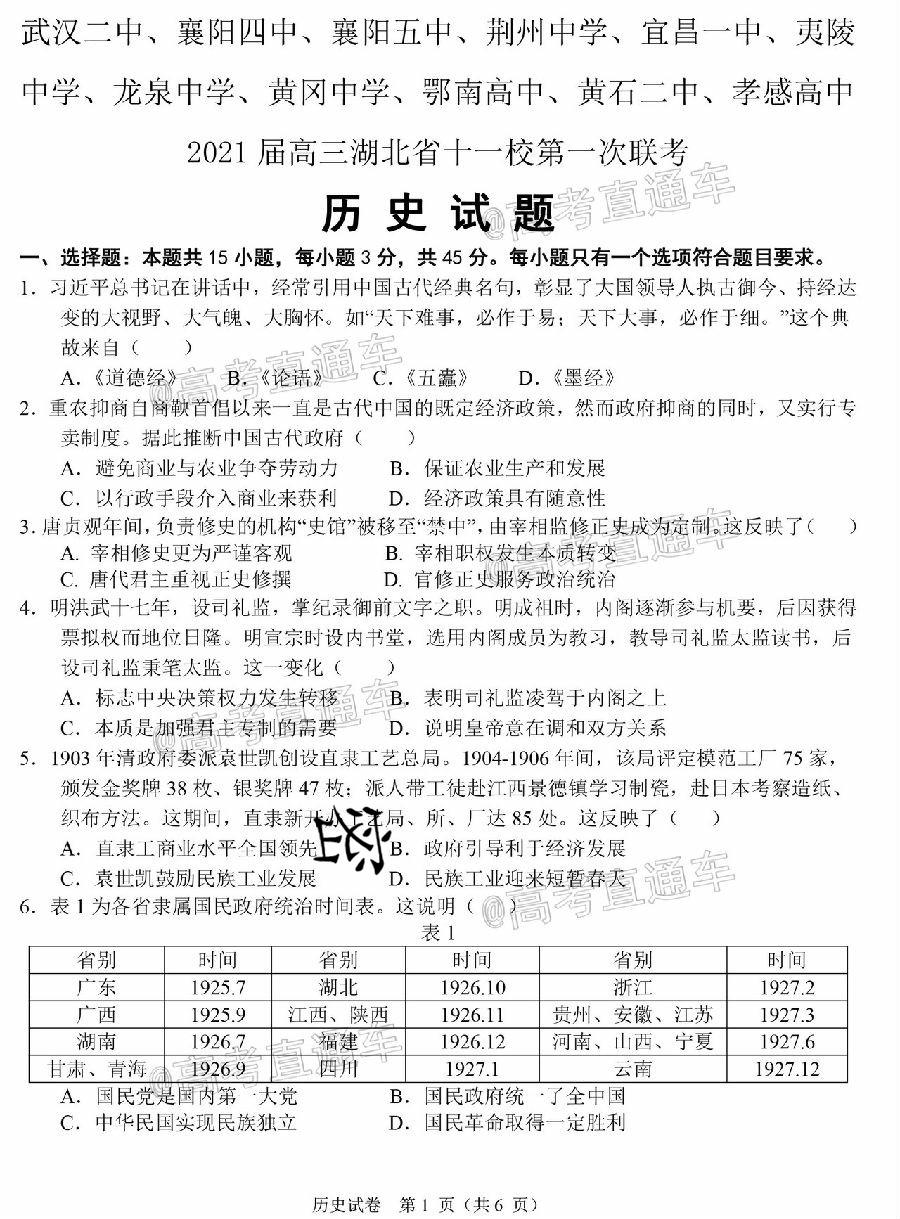 武汉二中、襄阳四中、襄阳五中、荆州中学、宜昌一中、夷陵
中学、龙泉中学、黄冈中学、鄂南高中、黄石二中、孝感高中
2021 届高三湖北省十一校第一次联考
历 史 试 题
@高考直通车
一、选择题：本题共 15 小题，每小题 3 分，共 45 分。每小题只有一个选项符合题目要求。
1．习近平总书记在讲话中，经常引用中国古代经典名句，彰显了大国领导人执古御今、持经达
变的大视野、大气魄、大胸怀。如“天下难事，必作于易；天下大事，必作于细。”这个典
故来自（　　）
@高考直通车
A.《道德经》　B.《论语》　C.《五蠹》　D.《墨经》
2．重农抑商自商鞅首倡以来一直是古代中国的既定经济政策，然而政府抑商的同时，又实行专
卖制度。据此推断中国古代政府（　　）
A．避免商业与农业争夺劳动力　B．保证农业生产和发展
C．以行政手段介入商业来获利　D．经济政策具有随意性
3. 唐贞观年间，负责修史的机构“史馆”被移至“禁中”，由宰相监修正史成为定制。这反映了（　　）
@高考直通车
A. 宰相修史更为严谨客观　B. 宰相职权发生本质转变
C. 唐代君主重视正史修撰　D. 官修正史服务政治统治
4．明洪武十七年，设司礼监，掌纪录御前文字之职。明成祖时，内阁逐渐参与机要，后因获得
票拟权而地位日隆。明宣宗时设内书堂，选用内阁成员为教习，教导司礼监太监读书，后
设司礼监秉笔太监。这一变化（　　）
A．标志中央决策权力发生转移　B．表明司礼监凌驾于内阁之上
@高考直通车
C．本质是加强君主专制的需要　D．说明皇帝意在调和双方关系
5．1903 年清政府委派袁世凯创设直隶工艺总局。1904-1906 年间，该局评定模范工厂 75 家，
颁发金奖牌 38 枚、银奖牌 47 枚；派人带工徒赴江西景德镇学习制瓷，赴日本考察造纸、
织布方法。这期间，直隶新开办工艺局、所、厂达 85 处。这反映了（　　）
A．直隶工商业水平全国领先　B．政府引导利于经济发展
C．袁世凯鼓励民族工业发展　D．民族工业迎来短暂春天
@高考直通车
6．表 1 为各省隶属国民政府统治时间表。这说明（　　）
表 1
省别　时间　省别　时间　省别　时间
广东　1925.7　湖北　1926.10　浙江　1927.2
广西　1925.9　江西、陕西　1926.11　贵州、安徽、江苏　1927.3
湖南　1926.7　福建　1926.12　河南、山西、宁夏　1927.6
甘肃、青海　1926.9　四川　1927.1　云南　1927.12
@高考直通车
A．国民党是国内第一大党　B．国民政府统一了全中国
C．中华民国实现民族独立　D．国民革命取得一定胜利
历史试卷　第 1 页（共 6 页）